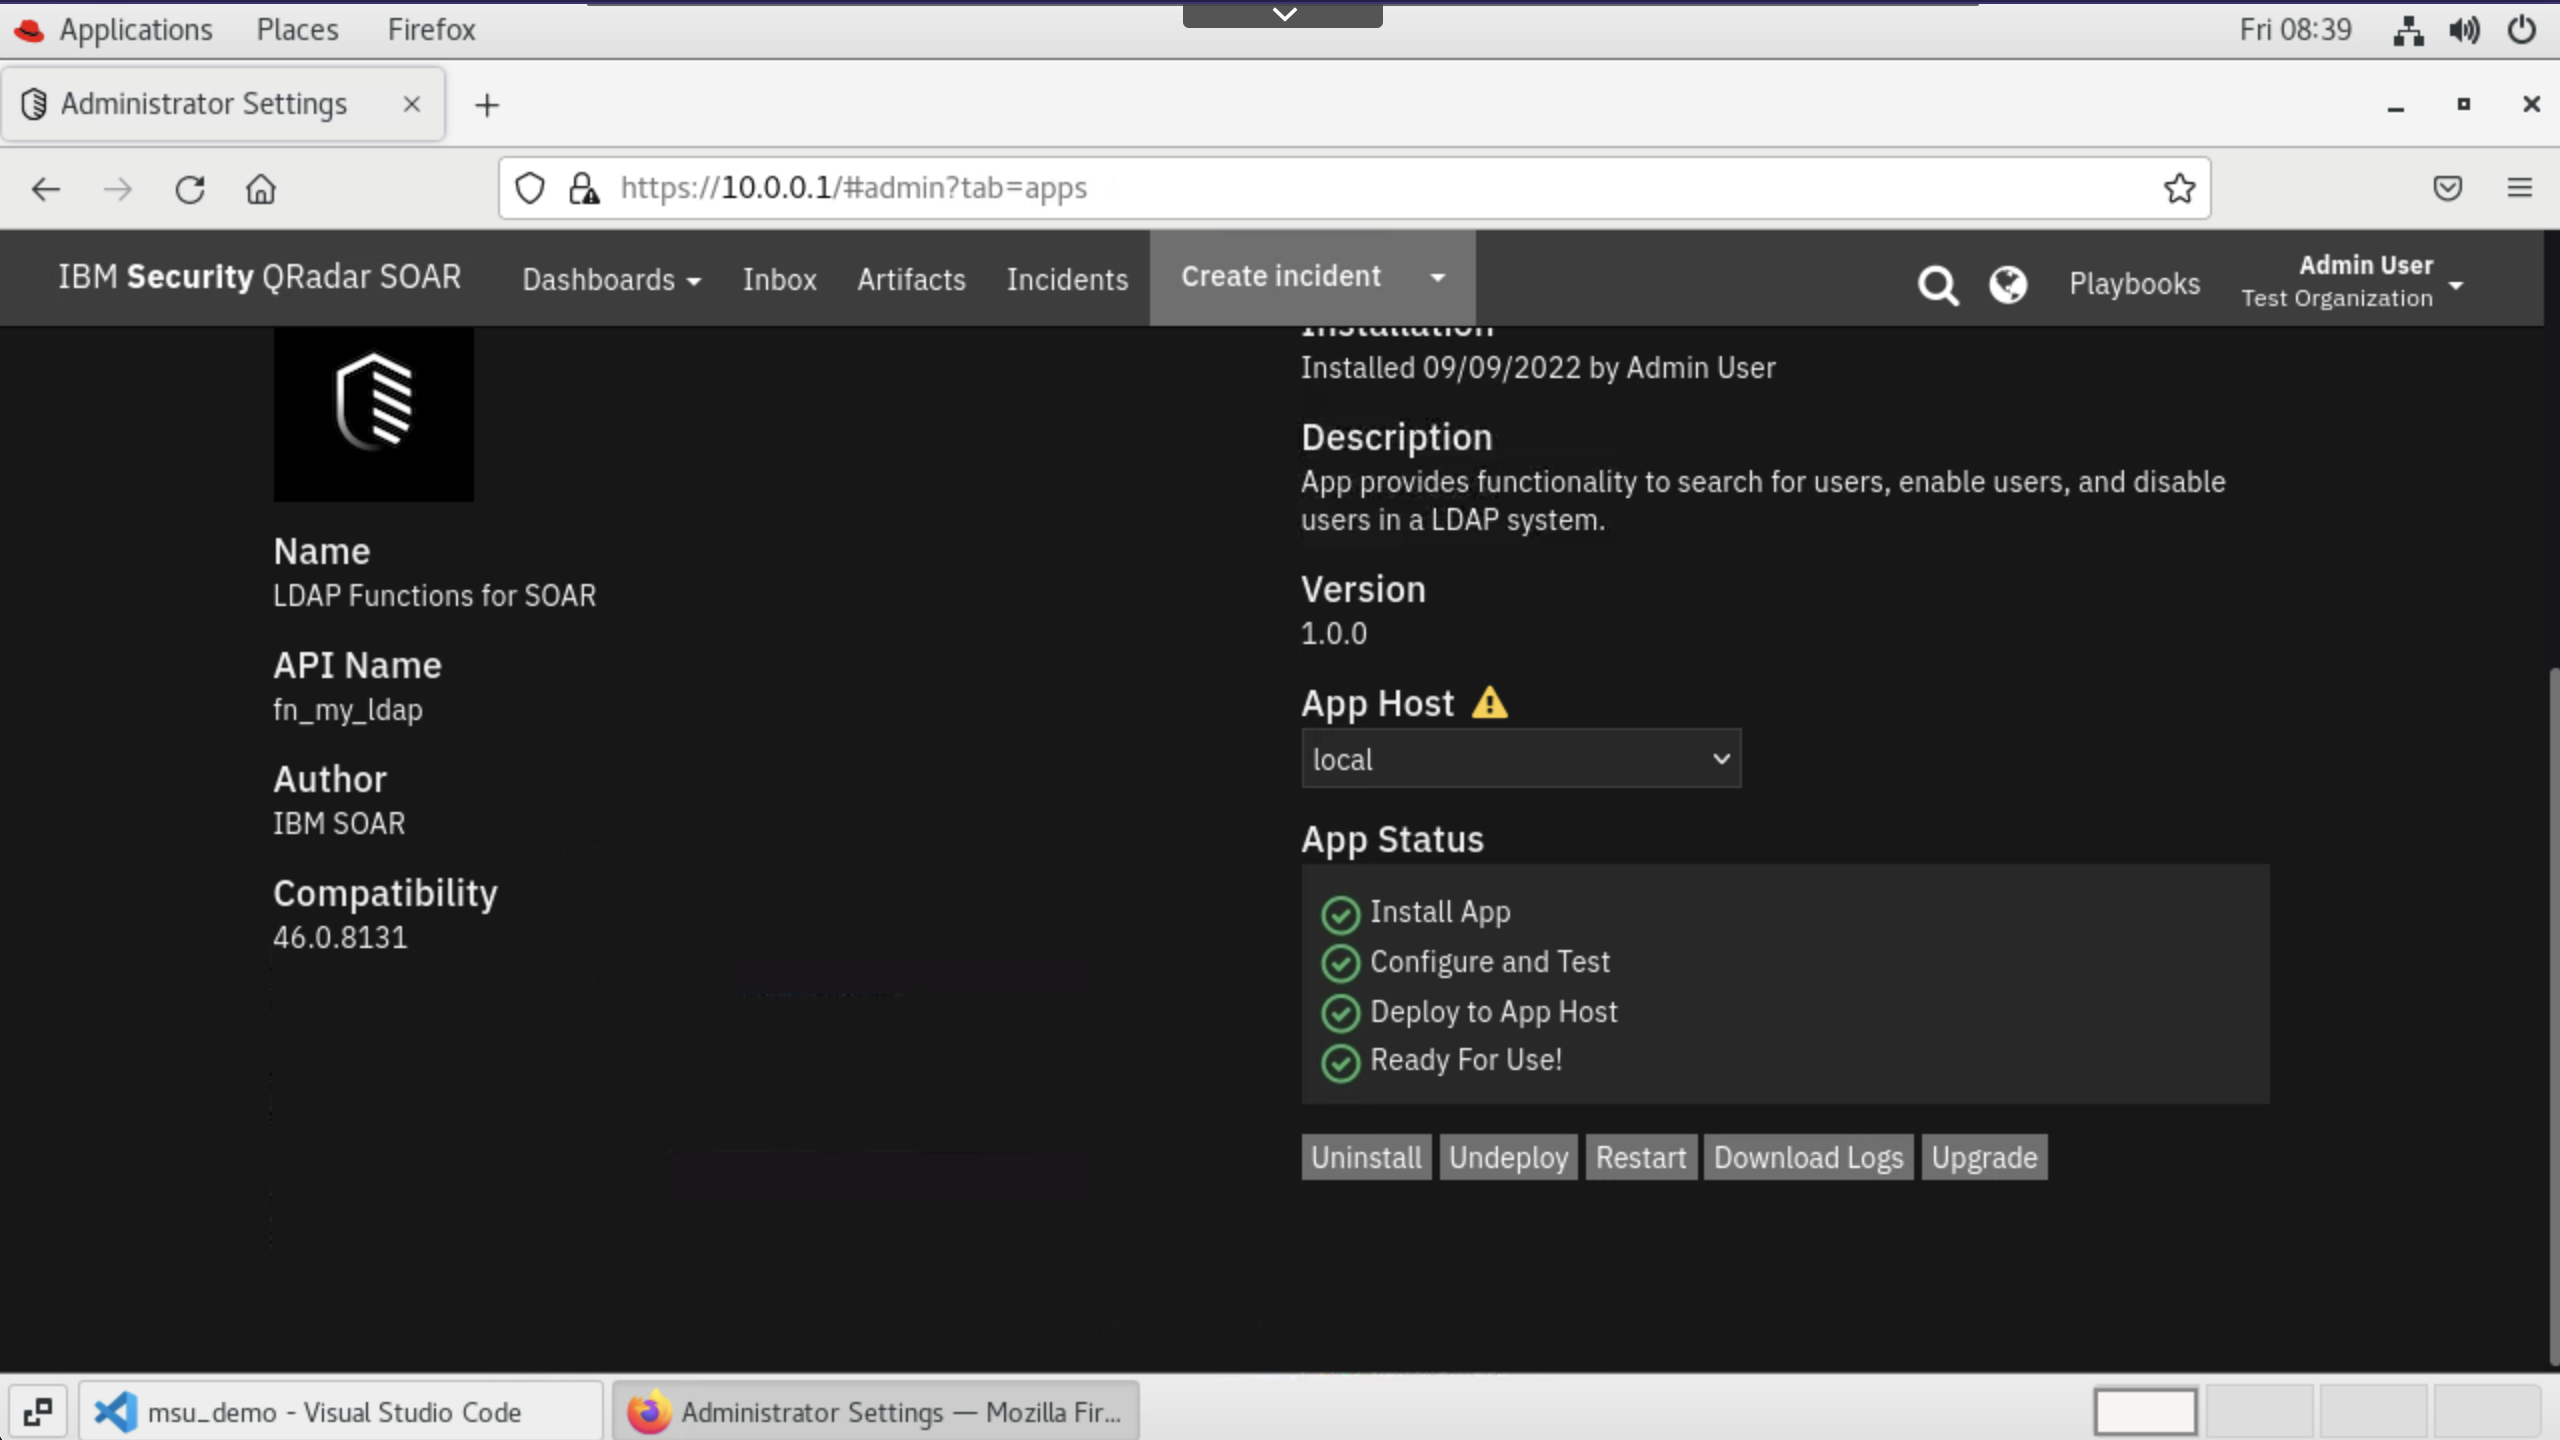 Applications Places Firefox Fri 08:39
Administrator Settings
https://10.0.0.1/#admin?tab=apps
IBM Security QRadar SOAR Dashboards Inbox Artifacts Incidents Create incident Playbooks Admin User
Test Organization
Installation
Installed 09/09/2022 by Admin User
Description
App provides functionality to search for users, enable users, and disable
users in a LDAP system.
Name
LDAP Functions for SOAR
Version
1.0.0
API Name
fn_my_ldap
App Host
local
Author
IBM SOAR
App Status
Compatibility
46.0.8131
Install App
Configure and Test
Deploy to App Host
Ready For Use!
Uninstall Undeploy Restart Download Logs Upgrade
msu_demo - Visual Studio Code Administrator Settings — Mozilla Fir...